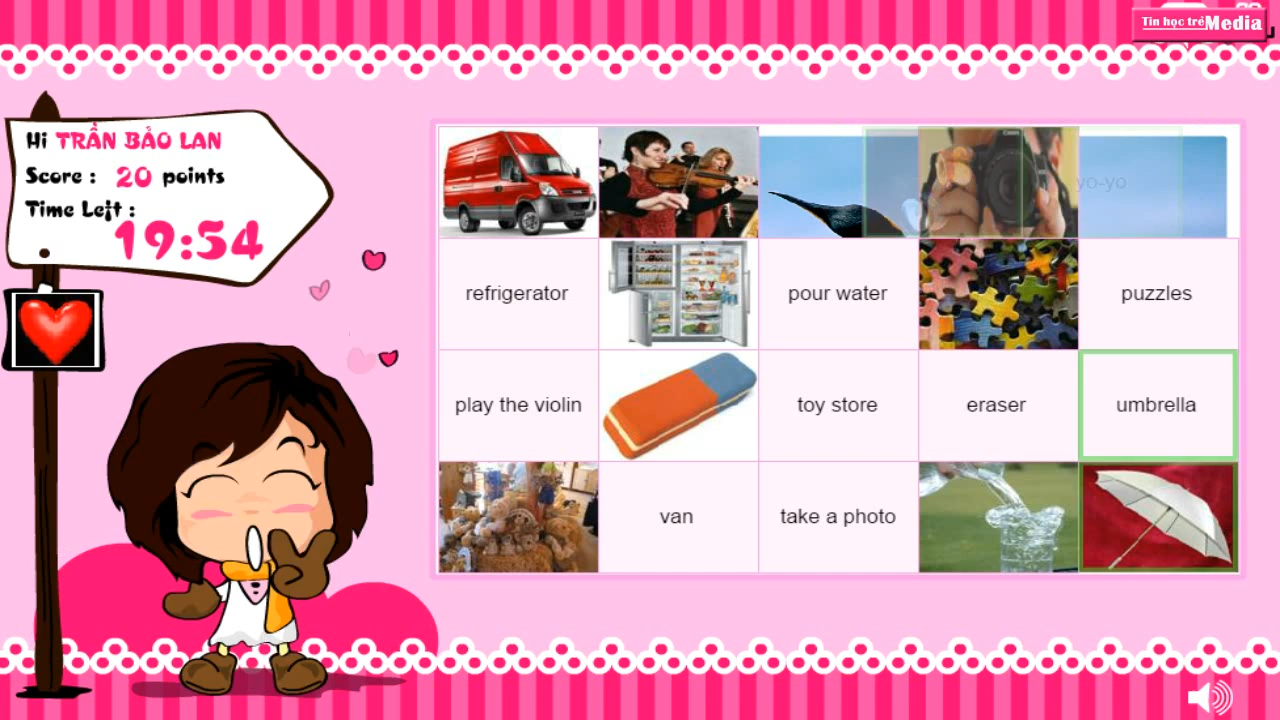 Tin học trẻ Media
Hi TRẦN BẢO LAN
Score : 20 points
Time Left :
19:54
Canon
yo-yo
refrigerator
pour water
puzzles
play the violin
toy store
eraser
umbrella
van
take a photo